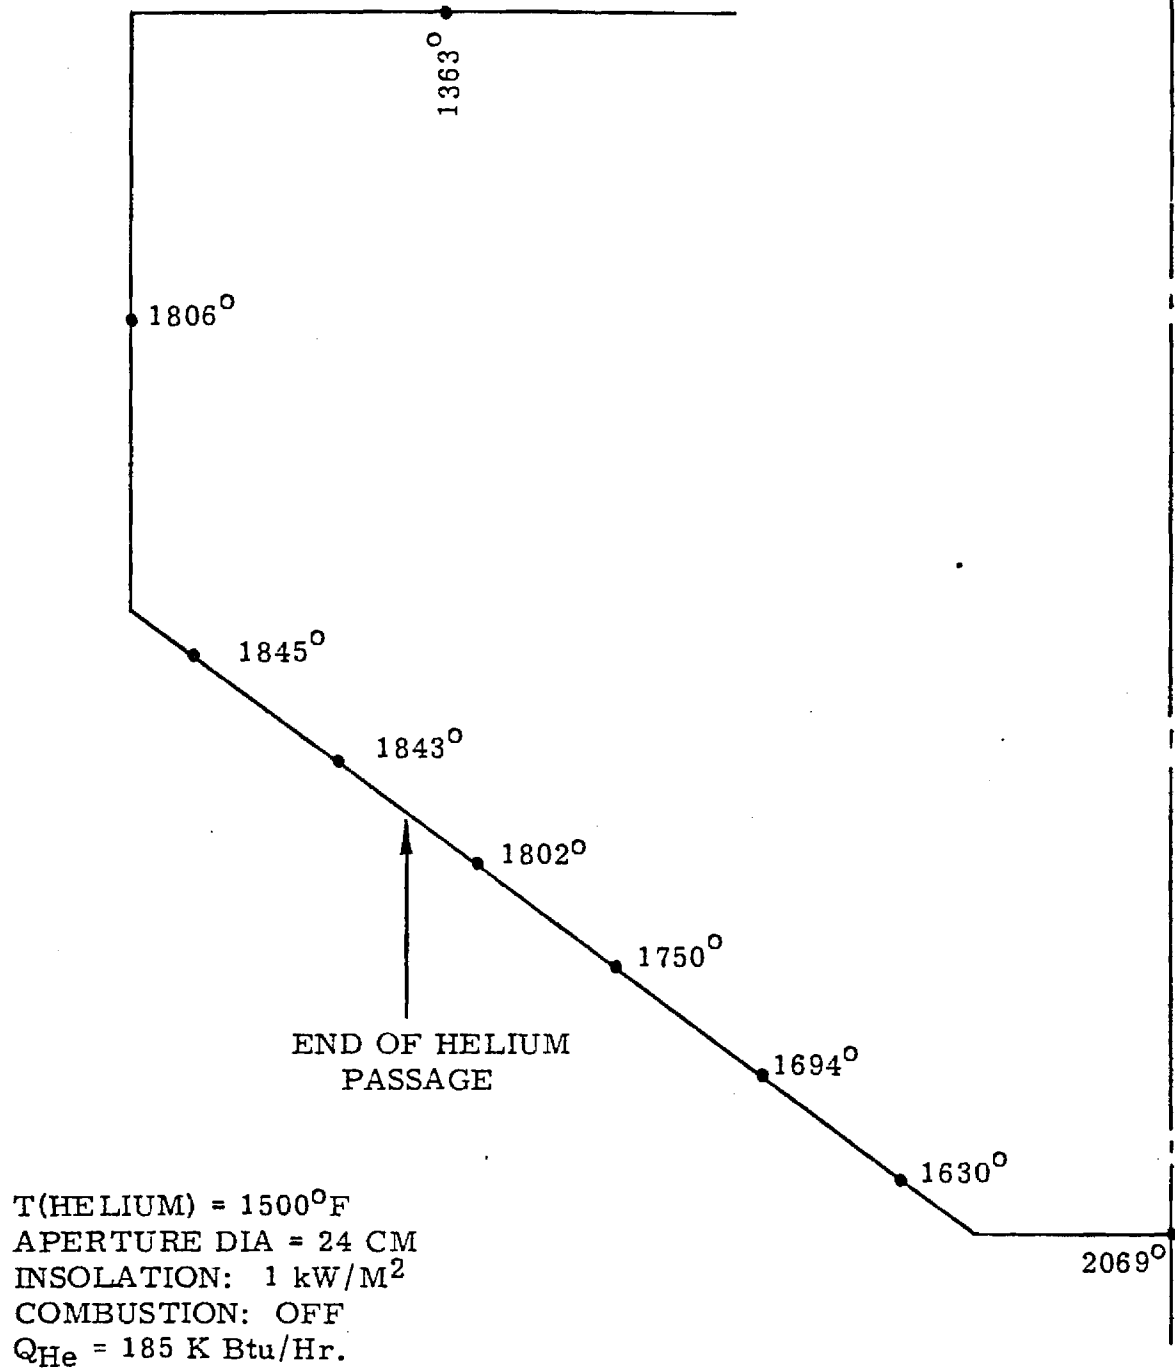 1363°
1806°
1845°
1843°
1802°
1750°
END OF HELIUM
PASSAGE
1694°
1630°
2069°
T(HELIUM) = 1500°F
APERTURE DIA = 24 CM
INSOLATION: 1 kW/M²
COMBUSTION: OFF
QHe = 185 K Btu/Hr.